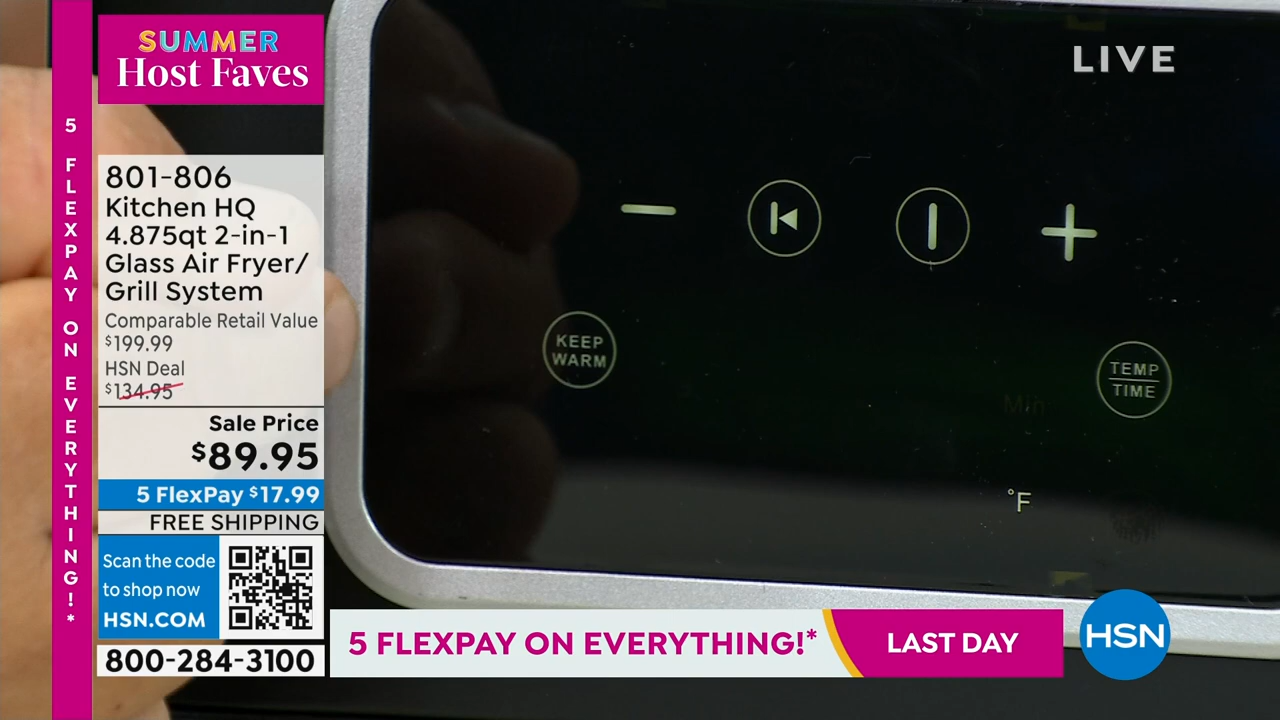 SUMMER
Host Faves
LIVE
5 FLEXPAY ON EVERYTHING!*
801-806
Kitchen HQ
4.875qt 2-in-1
Glass Air Fryer/
Grill System
Comparable Retail Value
$199.99
HSN Deal
$134.95
Sale Price
$89.95
5 FlexPay $17.99
FREE SHIPPING
Scan the code
to shop now
HSN.COM
800-284-3100
KEEP
WARM
TEMP
TIME
Min
°F
5 FLEXPAY ON EVERYTHING!*
LAST DAY
HSN